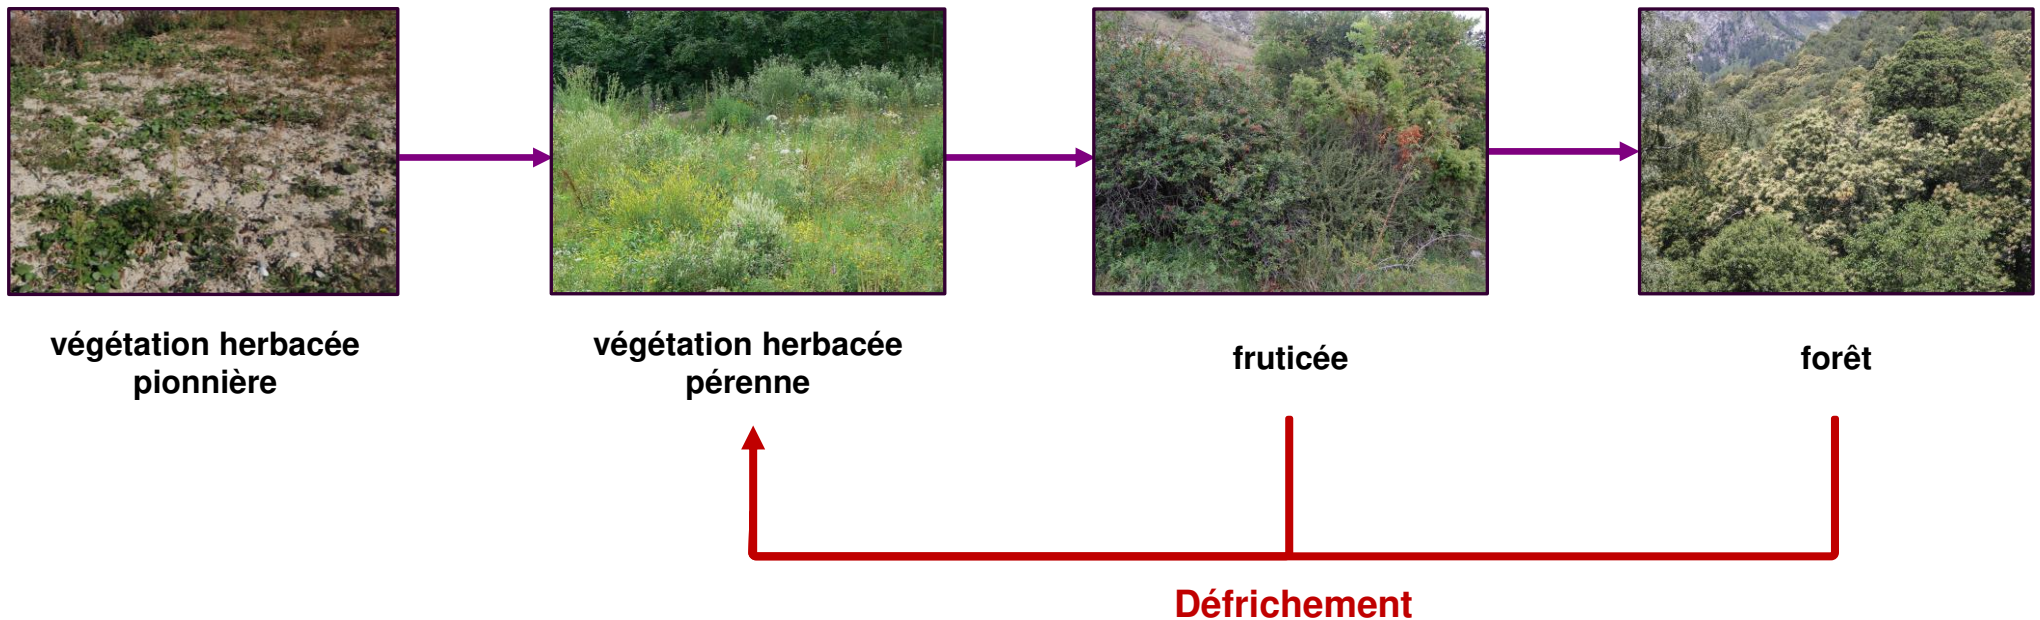 végétation herbacée
pionnière
végétation herbacée
pérenne
fruticée
forêt
Défrichement